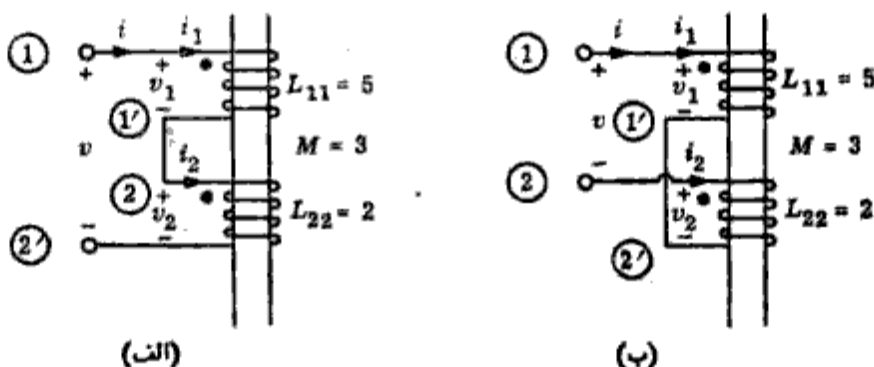 ① i i₁
+ + •
v₁ L₁₁ = 5
−
①′
v M = 3
i₂
②
+ •
v₂ L₂₂ = 2
− −
②′
(الف)
① i i₁
+ + •
v₁ L₁₁ = 5
−
v ①′
M = 3
− i₂
②
+ •
v₂ L₂₂ = 2
−
②′
(ب)